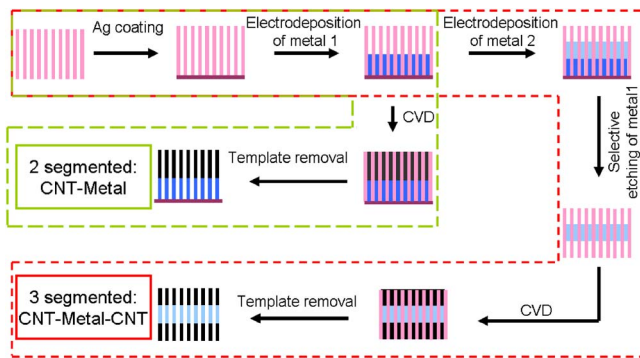 Ag coating
Electrodeposition
of metal 1
Electrodeposition
of metal 2
CVD
Selective
etching of metal1
2 segmented:
CNT-Metal
Template removal
3 segmented:
CNT-Metal-CNT
Template removal
CVD